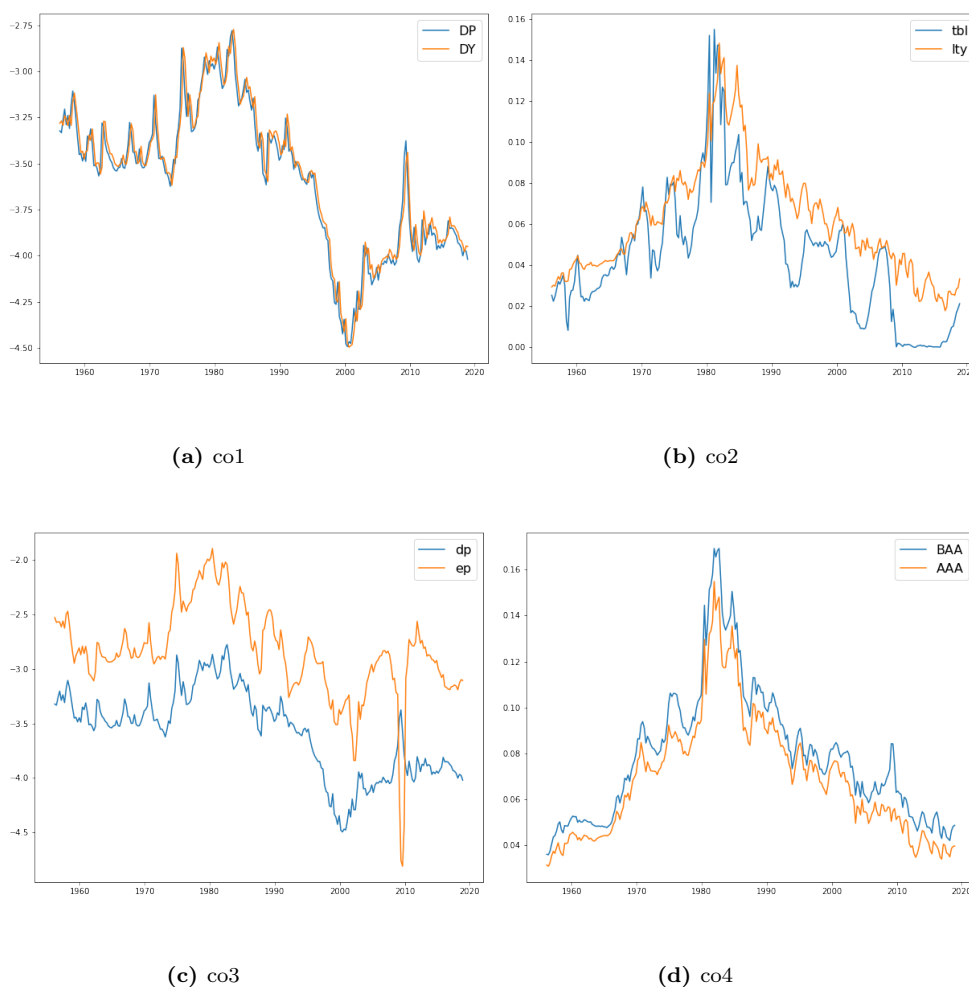 DP
DY
−2.75
−3.00
−3.25
−3.50
−3.75
−4.00
−4.25
−4.50
1960 1970 1980 1990 2000 2010 2020
(a) co1
tbl
lty
0.16
0.14
0.12
0.10
0.08
0.06
0.04
0.02
0.00
1960 1970 1980 1990 2000 2010 202
(b) co2
dp
ep
−2.0
−2.5
−3.0
−3.5
−4.0
−4.5
1960 1970 1980 1990 2000 2010 2020
(c) co3
BAA
AAA
0.16
0.14
0.12
0.10
0.08
0.06
0.04
1960 1970 1980 1990 2000 2010 202
(d) co4